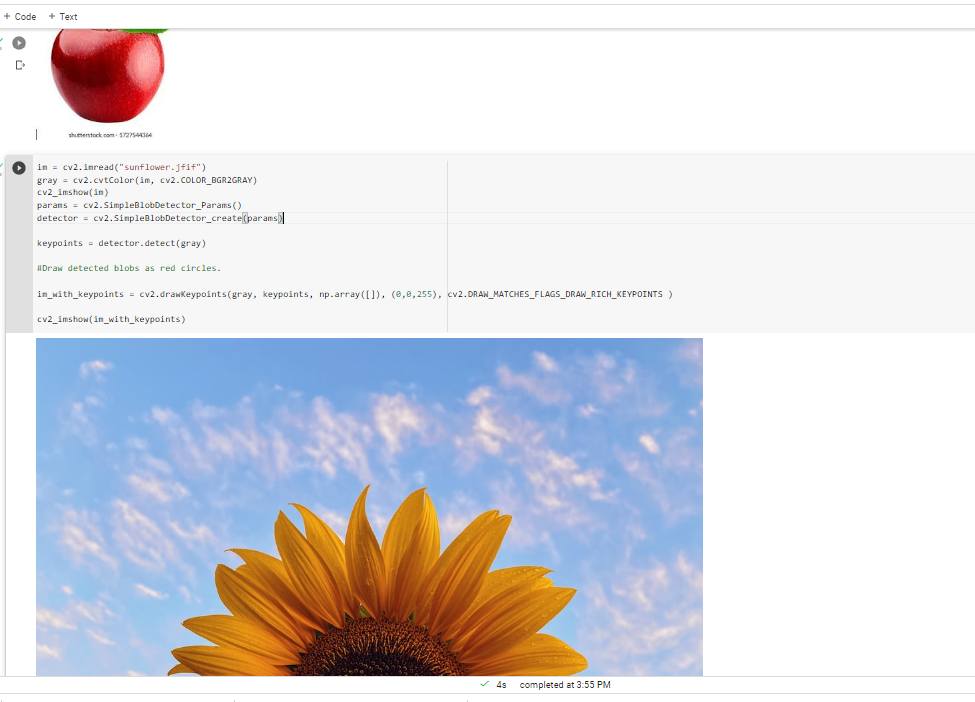 + Code + Text
shutterstock.com · 1727544364
im = cv2.imread("sunflower.jfif")
gray = cv2.cvtColor(im, cv2.COLOR_BGR2GRAY)
cv2_imshow(im)
params = cv2.SimpleBlobDetector_Params()
detector = cv2.SimpleBlobDetector_create(params)
keypoints = detector.detect(gray)
#Draw detected blobs as red circles.
im_with_keypoints = cv2.drawKeypoints(gray, keypoints, np.array([]), (0,0,255), cv2.DRAW_MATCHES_FLAGS_DRAW_RICH_KEYPOINTS )
cv2_imshow(im_with_keypoints)
4s completed at 3:55 PM